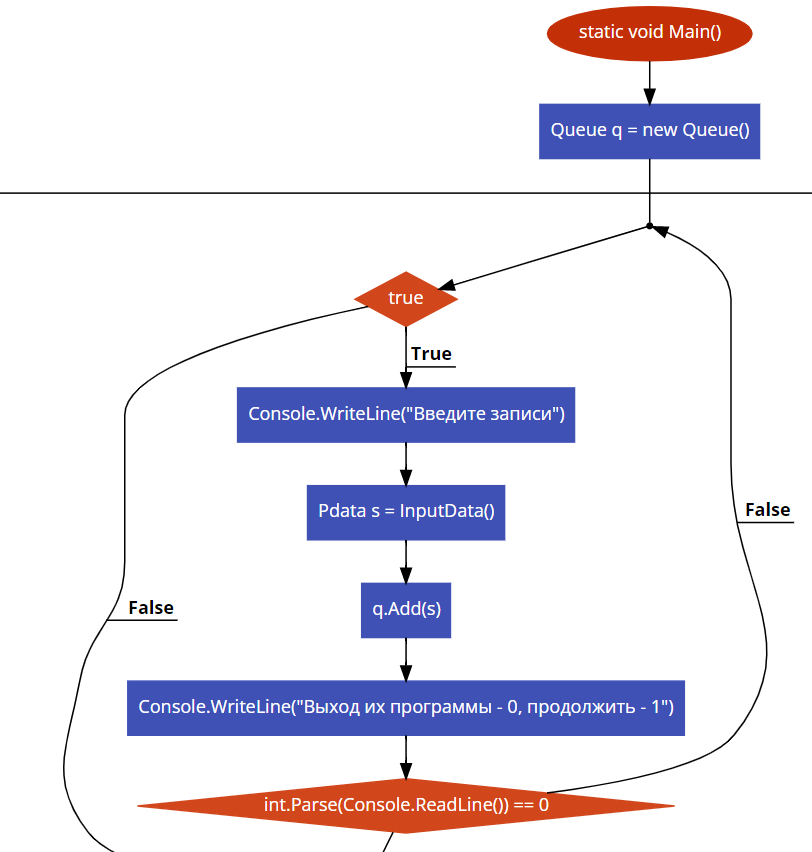 static void Main()
Queue q = new Queue()
true
True
Console.WriteLine("Введите записи")
Pdata s = InputData()
False
q.Add(s)
False
Console.WriteLine("Выход их программы - 0, продолжить - 1")
int.Parse(Console.ReadLine()) == 0